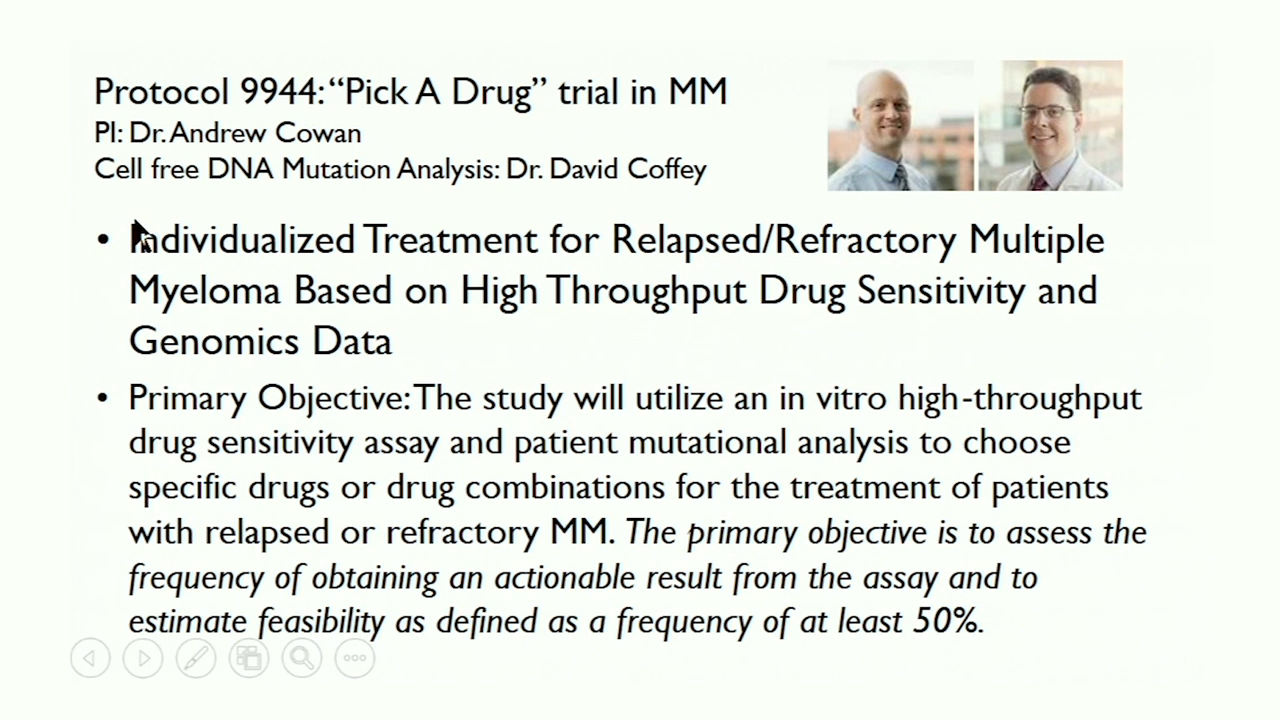 Protocol 9944: “Pick A Drug” trial in MM
PI: Dr. Andrew Cowan
Cell free DNA Mutation Analysis: Dr. David Coffey
• Individualized Treatment for Relapsed/Refractory Multiple
Myeloma Based on High Throughput Drug Sensitivity and
Genomics Data
• Primary Objective: The study will utilize an in vitro high-throughput
drug sensitivity assay and patient mutational analysis to choose
specific drugs or drug combinations for the treatment of patients
with relapsed or refractory MM. The primary objective is to assess the
frequency of obtaining an actionable result from the assay and to
estimate feasibility as defined as a frequency of at least 50%.